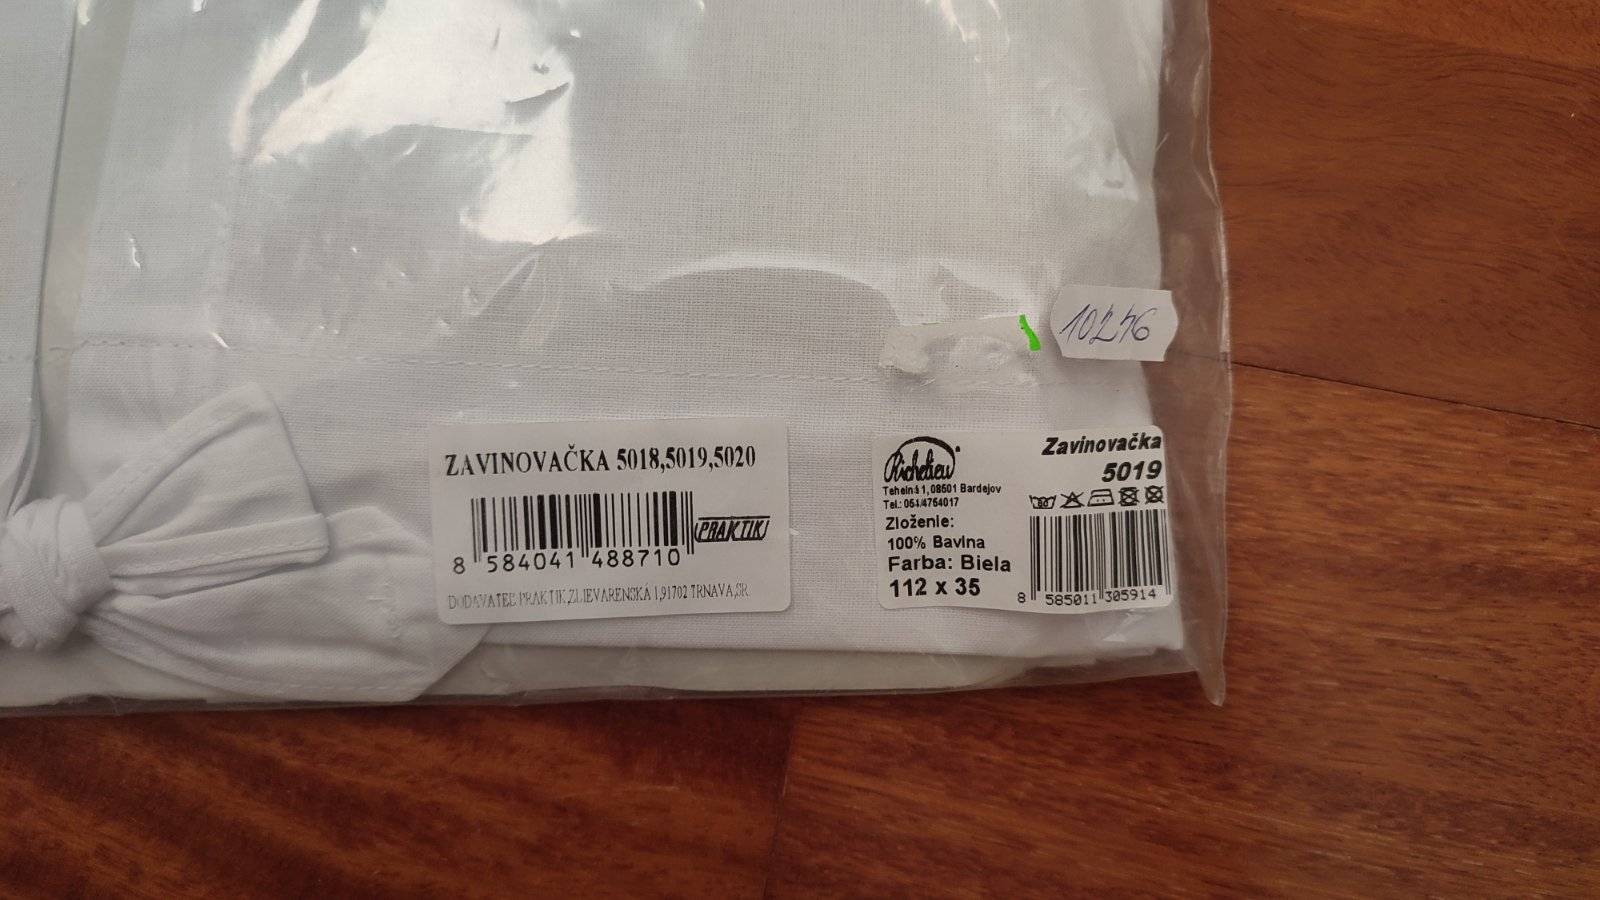 10276
ZAVINOVAČKA 5018,5019,5020
PRAKTIK
8 584041 488710
DODÁVATEĽ PRAKTIK,ZLIEVARENSKÁ 1,91702 TRNAVA,SR
Richelieu
Tehelná 1, 08501 Bardejov
Tel.: 054/4754017
Zloženie:
100% Bavlna
Farba: Biela
112 x 35
Zavinovačka
5019
8 585011 305914